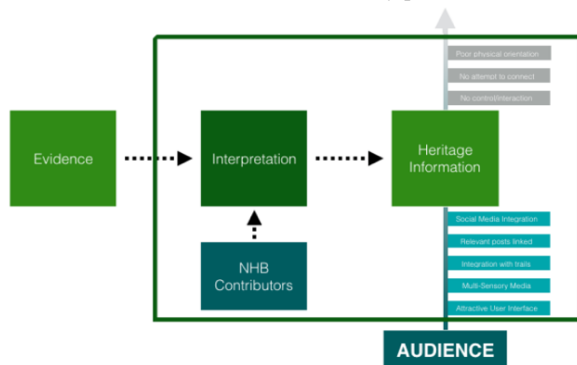 Poor physical orientation
No attempt to connect
No control/interaction
Evidence
Interpretation
Heritage
Information
NHB
Contributors
Social Media Integration
Relevant posts linked
Integration with trails
Multi-Sensory Media
Attractive User Interface
AUDIENCE